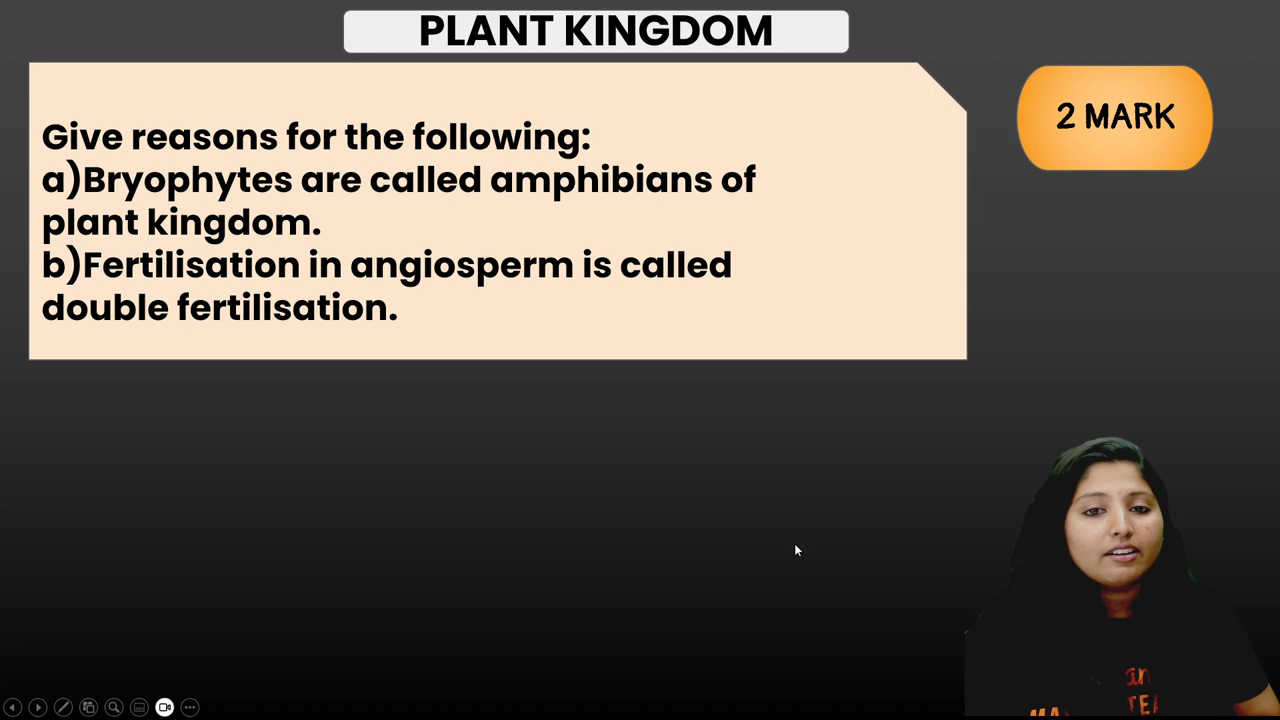 PLANT KINGDOM
2 MARK
Give reasons for the following:
a)Bryophytes are called amphibians of
plant kingdom.
b)Fertilisation in angiosperm is called
double fertilisation.